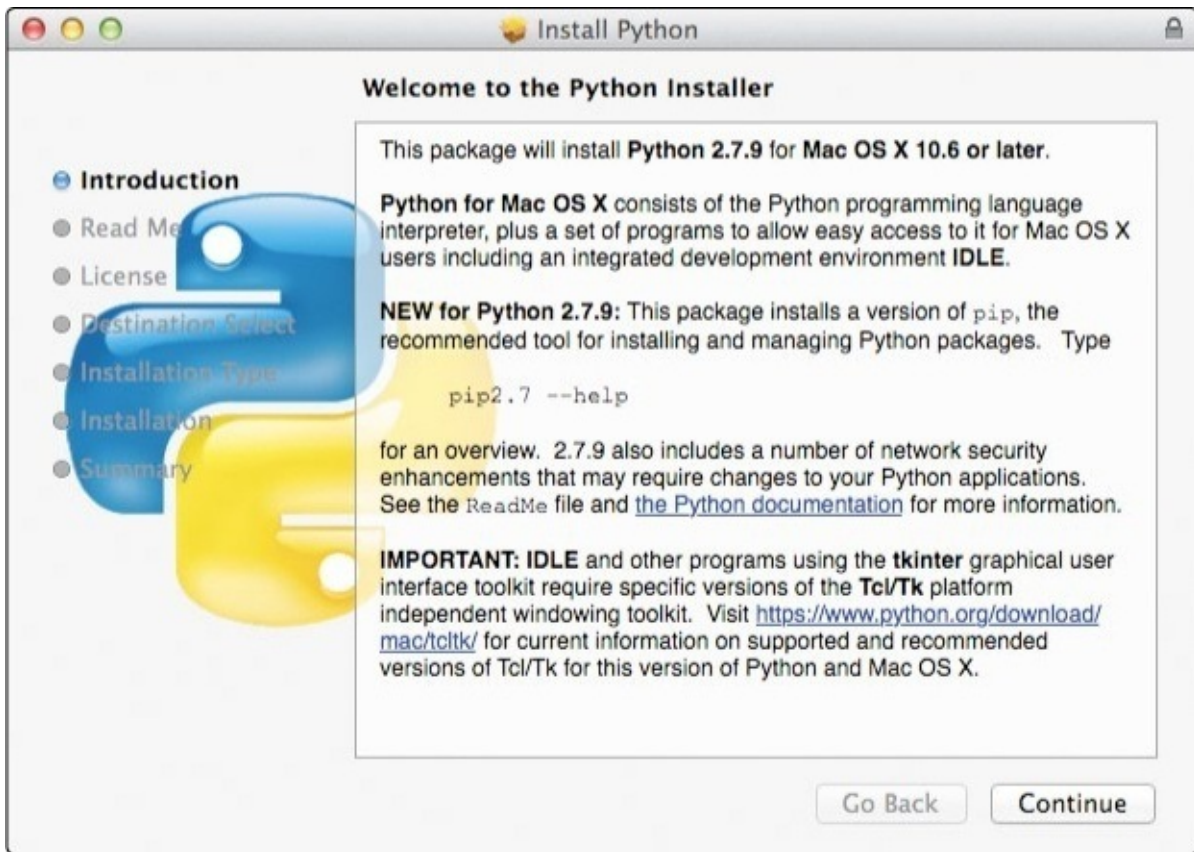 Install Python
Welcome to the Python Installer
Introduction
Read Me
License
Destination Select
Installation Type
Installation
Summary
This package will install Python 2.7.9 for Mac OS X 10.6 or later.
Python for Mac OS X consists of the Python programming language
interpreter, plus a set of programs to allow easy access to it for Mac OS X
users including an integrated development environment IDLE.
NEW for Python 2.7.9: This package installs a version of pip, the
recommended tool for installing and managing Python packages.   Type
pip2.7 --help
for an overview.  2.7.9 also includes a number of network security
enhancements that may require changes to your Python applications.
See the ReadMe file and the Python documentation for more information.
IMPORTANT: IDLE and other programs using the tkinter graphical user
interface toolkit require specific versions of the Tcl/Tk platform
independent windowing toolkit.  Visit https://www.python.org/download/
mac/tcltk/ for current information on supported and recommended
versions of Tcl/Tk for this version of Python and Mac OS X.
Go Back
Continue